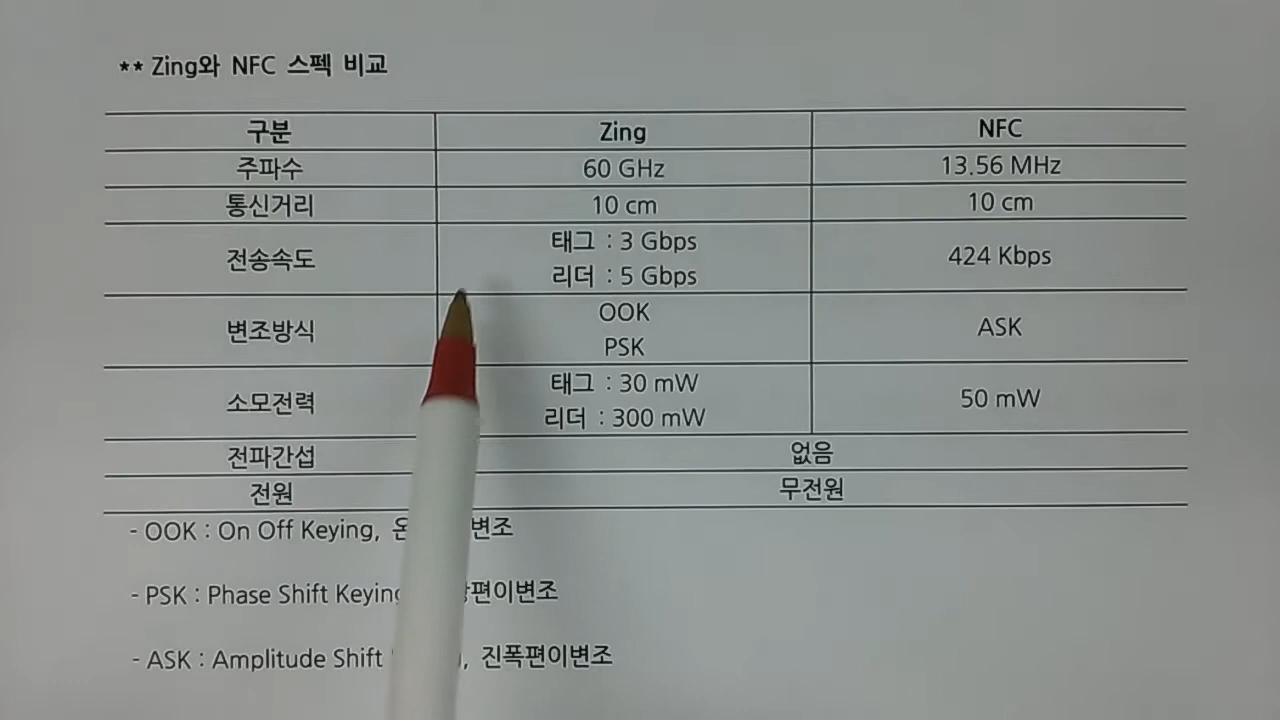 ** Zing와 NFC 스펙 비교
구분 Zing NFC
주파수 60 GHz 13.56 MHz
통신거리 10 cm 10 cm
전송속도 태그 : 3 Gbps 424 Kbps
리더 : 5 Gbps
변조방식 OOK ASK
PSK
소모전력 태그 : 30 mW 50 mW
리더 : 300 mW
전파간섭 없음
전원 무전원
- OOK : On Off Keying, 변조
- PSK : Phase Shift Keying 편이변조
- ASK : Amplitude Shift , 진폭편이변조